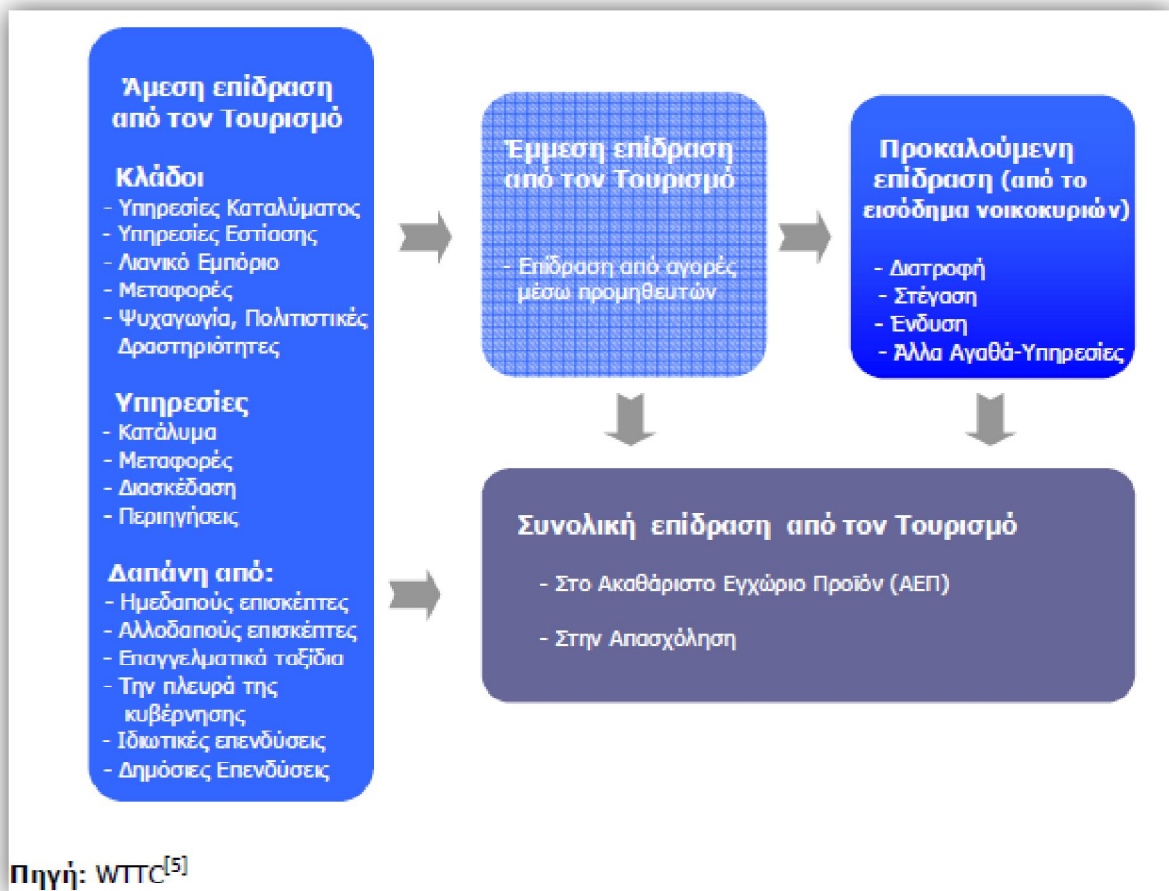 Άμεση επίδραση
από τον Τουρισμό
Κλάδοι
- Υπηρεσίες Καταλύματος
- Υπηρεσίες Εστίασης
- Λιανικό Εμπόριο
- Μεταφορές
- Ψυχαγωγία, Πολιτιστικές
Δραστηριότητες
Υπηρεσίες
- Κατάλυμα
- Μεταφορές
- Διασκέδαση
- Περιηγήσεις
Δαπάνη από:
- Ημεδαπούς επισκέπτες
- Αλλοδαπούς επισκέπτες
- Επαγγελματικά ταξίδια
- Την πλευρά της
κυβέρνησης
- Ιδιωτικές επενδύσεις
- Δημόσιες Επενδύσεις
Έμμεση επίδραση
από τον Τουρισμό
- Επίδραση από αγορές
μέσω προμηθευτών
Προκαλούμενη
επίδραση (από το
εισόδημα νοικοκυριών)
- Διατροφή
- Στέγαση
- Ένδυση
- Άλλα Αγαθά-Υπηρεσίες
Συνολική επίδραση από τον Τουρισμό
- Στο Ακαθάριστο Εγχώριο Προϊόν (ΑΕΠ)
- Στην Απασχόληση
Πηγή: WTTC[5]